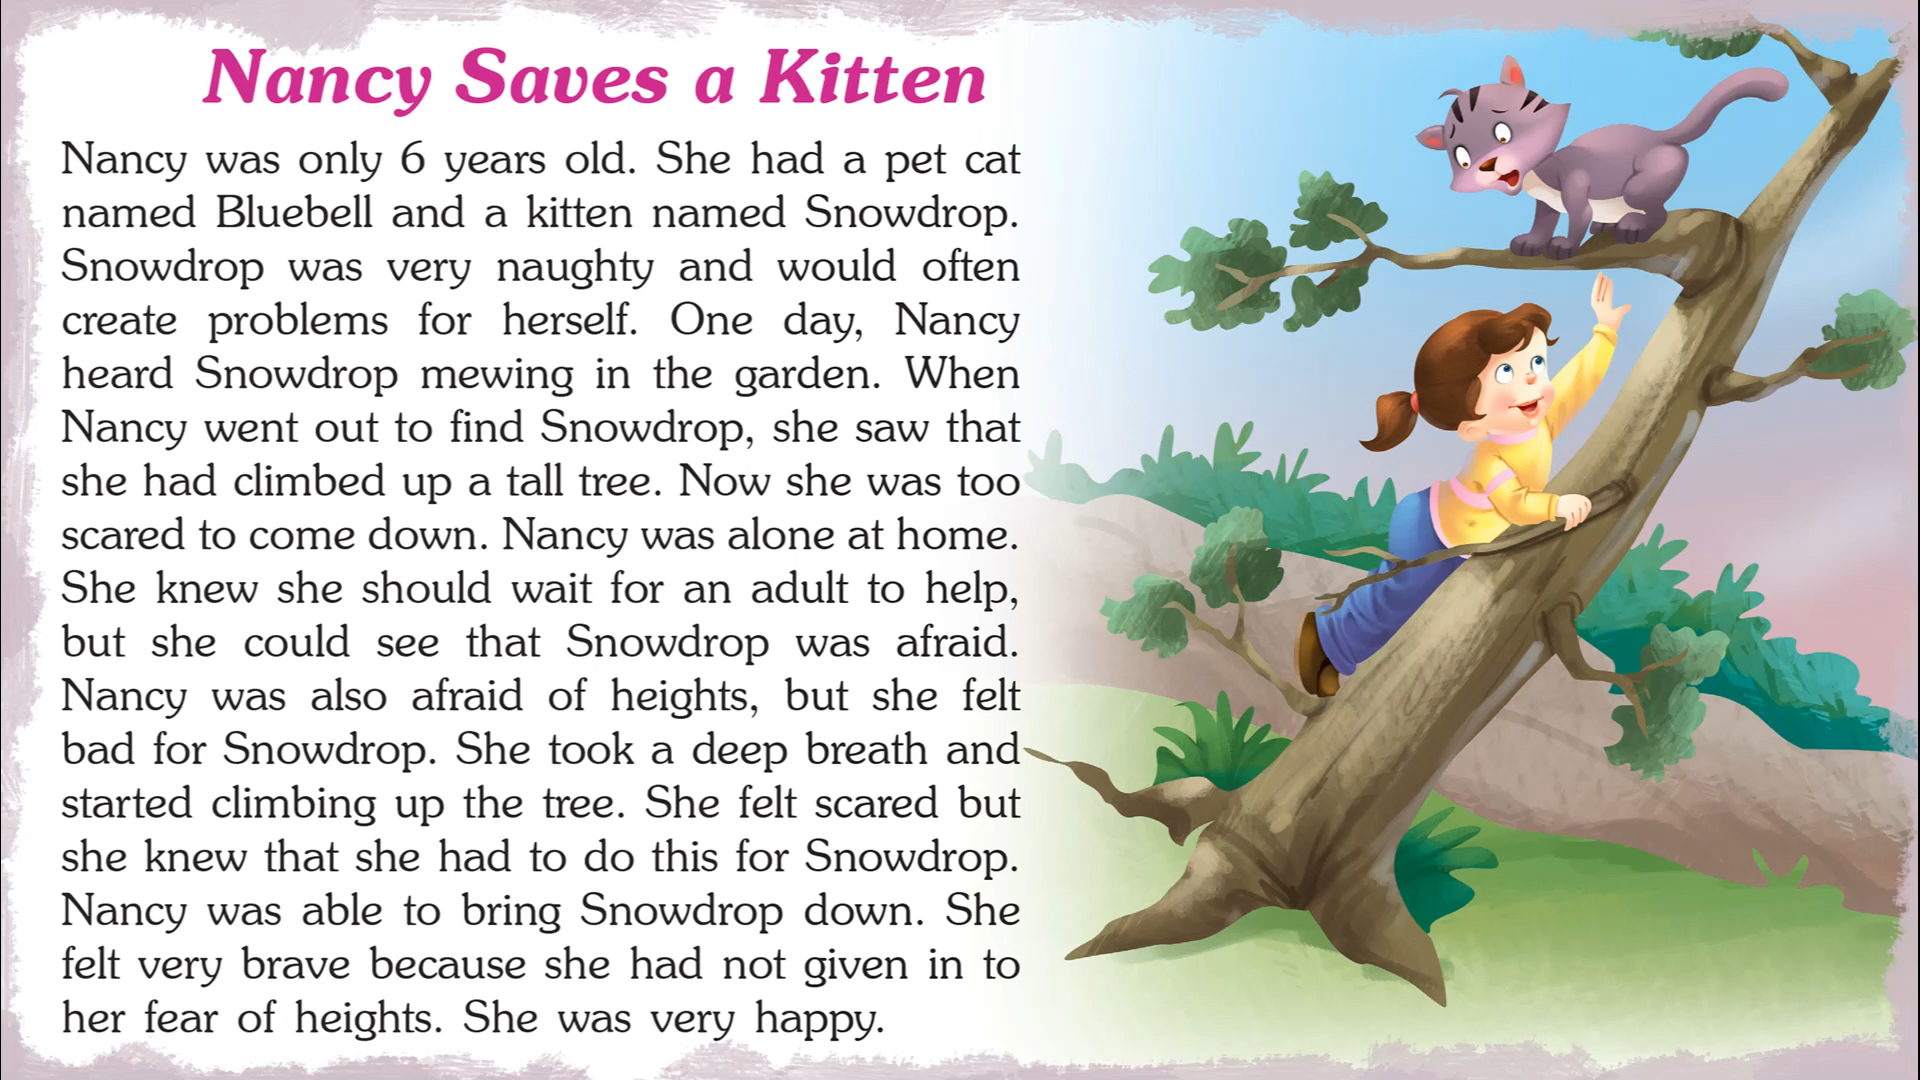 Nancy Saves a Kitten
Nancy was only 6 years old. She had a pet cat
named Bluebell and a kitten named Snowdrop.
Snowdrop was very naughty and would often
create problems for herself. One day, Nancy
heard Snowdrop mewing in the garden. When
Nancy went out to find Snowdrop, she saw that
she had climbed up a tall tree. Now she was too
scared to come down. Nancy was alone at home.
She knew she should wait for an adult to help,
but she could see that Snowdrop was afraid.
Nancy was also afraid of heights, but she felt
bad for Snowdrop. She took a deep breath and
started climbing up the tree. She felt scared but
she knew that she had to do this for Snowdrop.
Nancy was able to bring Snowdrop down. She
felt very brave because she had not given in to
her fear of heights. She was very happy.